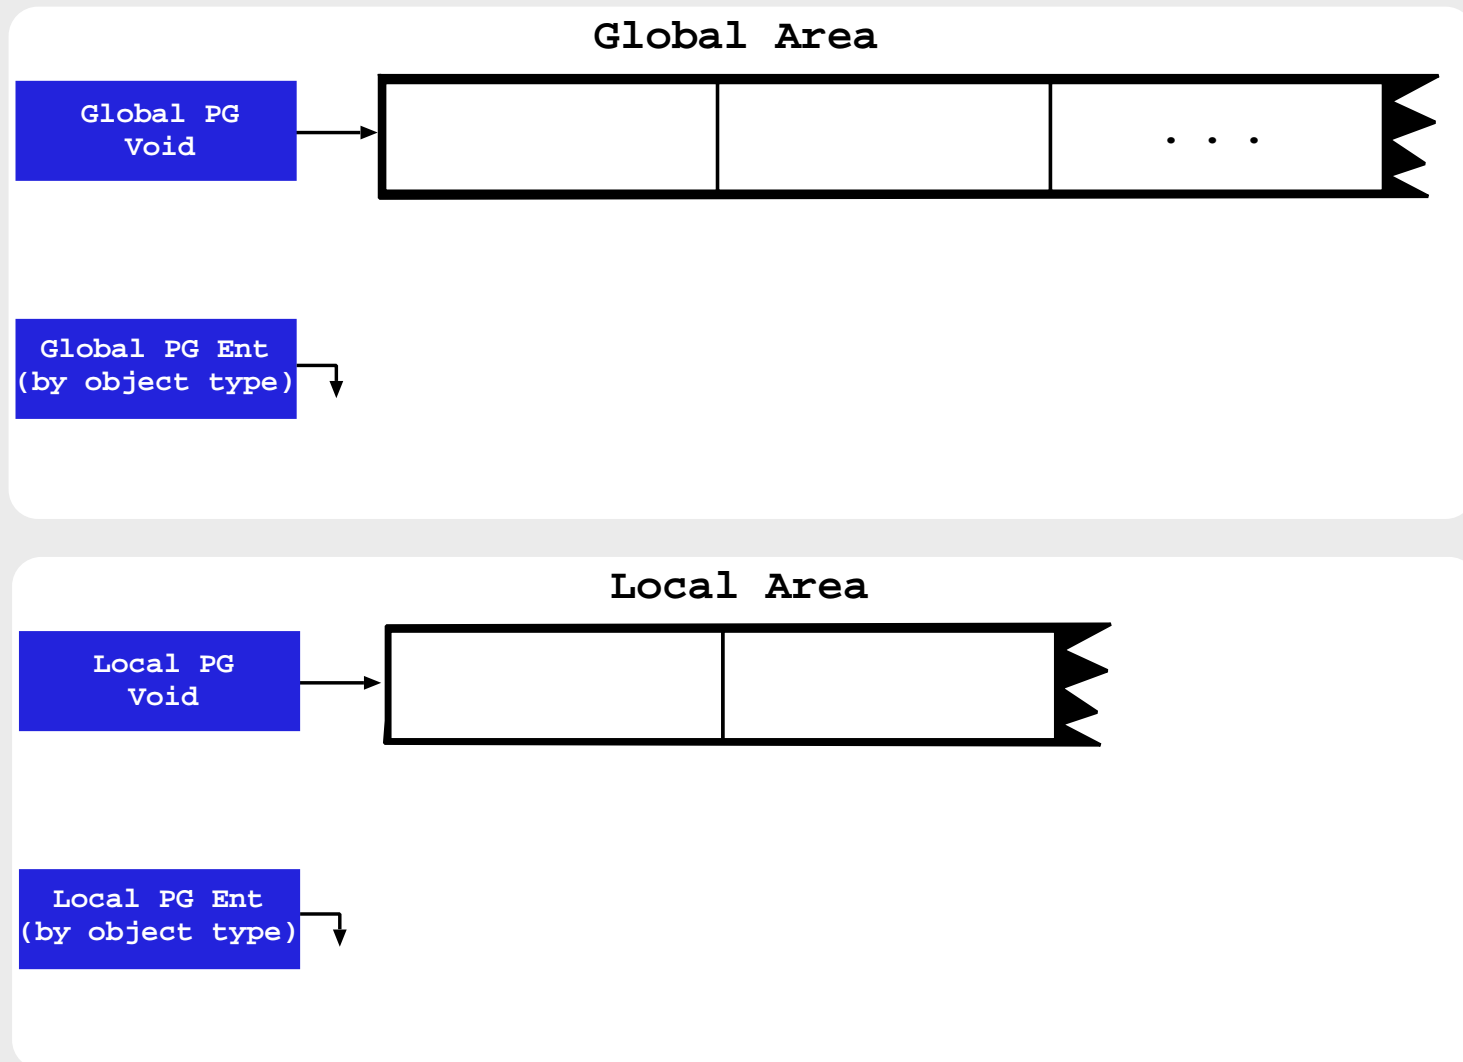 Global Area
Global PG
Void
. . .
Global PG Ent
(by object type)
Local Area
Local PG
Void
Local PG Ent
(by object type)